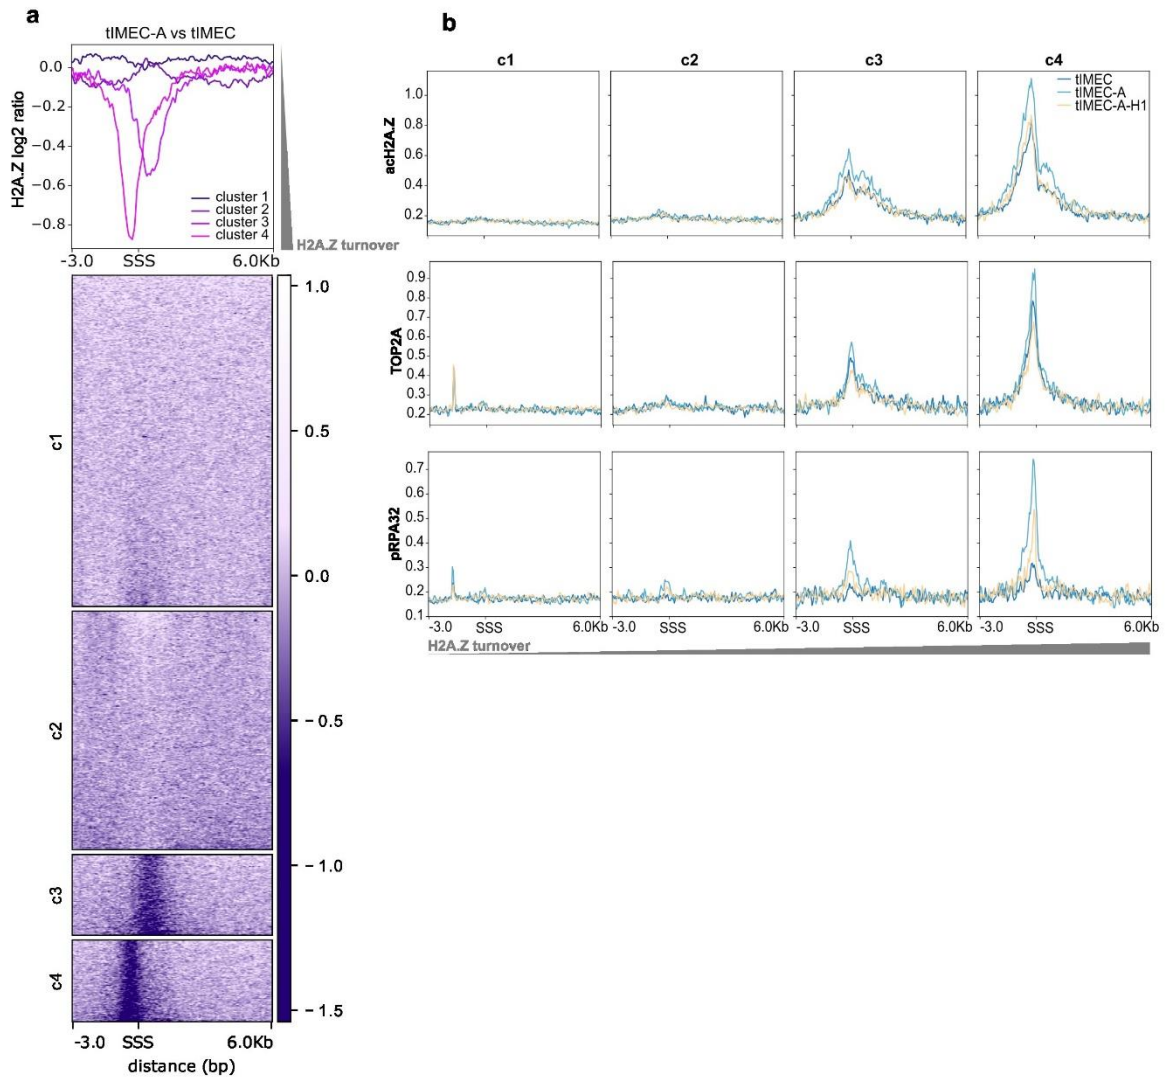 a
tIMEC-A vs tIMEC
H2A.Z log2 ratio
0.0
−0.2
−0.4
−0.6
−0.8
cluster 1
cluster 2
cluster 3
cluster 4
H2A.Z turnover
-3.0 SSS 6.0Kb
c1
c2
c3
c4
1.0
0.5
0.0
− 0.5
− 1.0
− 1.5
-3.0 SSS 6.0Kb
distance (bp)
b
c1 c2 c3 c4
tIMEC
tIMEC-A
tIMEC-A-H1
acH2A.Z
1.0
0.8
0.6
0.4
0.2
TOP2A
0.9
0.8
0.7
0.6
0.5
0.4
0.3
0.2
pRPA32
0.7
0.6
0.5
0.4
0.3
0.2
0.1
-3.0 SSS 6.0Kb -3.0 SSS 6.0Kb -3.0 SSS 6.0Kb -3.0 SSS 6.0Kb
H2A.Z turnover